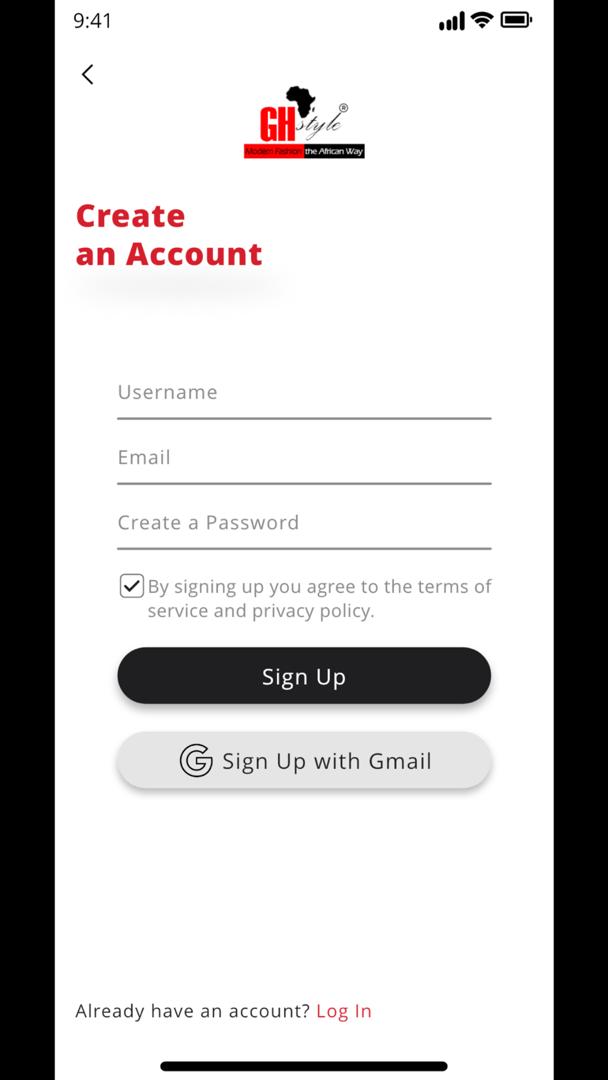 9:41
GH style ®
Modern Fashion the African Way
Create
an Account
Username
Email
Create a Password
By signing up you agree to the terms of
service and privacy policy.
Sign Up
G Sign Up with Gmail
Already have an account? Log In